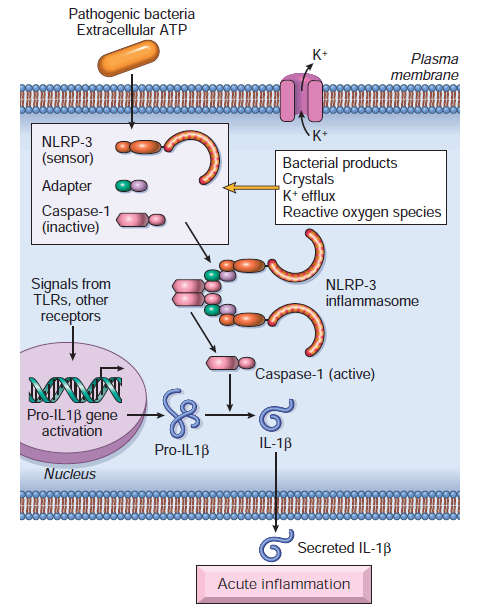 Pathogenic bacteria
Extracellular ATP
K⁺
Plasma
membrane
K⁺
NLRP-3
(sensor)
Adapter
Caspase-1
(inactive)
Bacterial products
Crystals
K⁺ efflux
Reactive oxygen species
Signals from
TLRs, other
receptors
NLRP-3
inflammasome
Caspase-1 (active)
Pro-IL1β gene
activation
Pro-IL1β
IL-1β
Nucleus
Secreted IL-1β
Acute inflammation